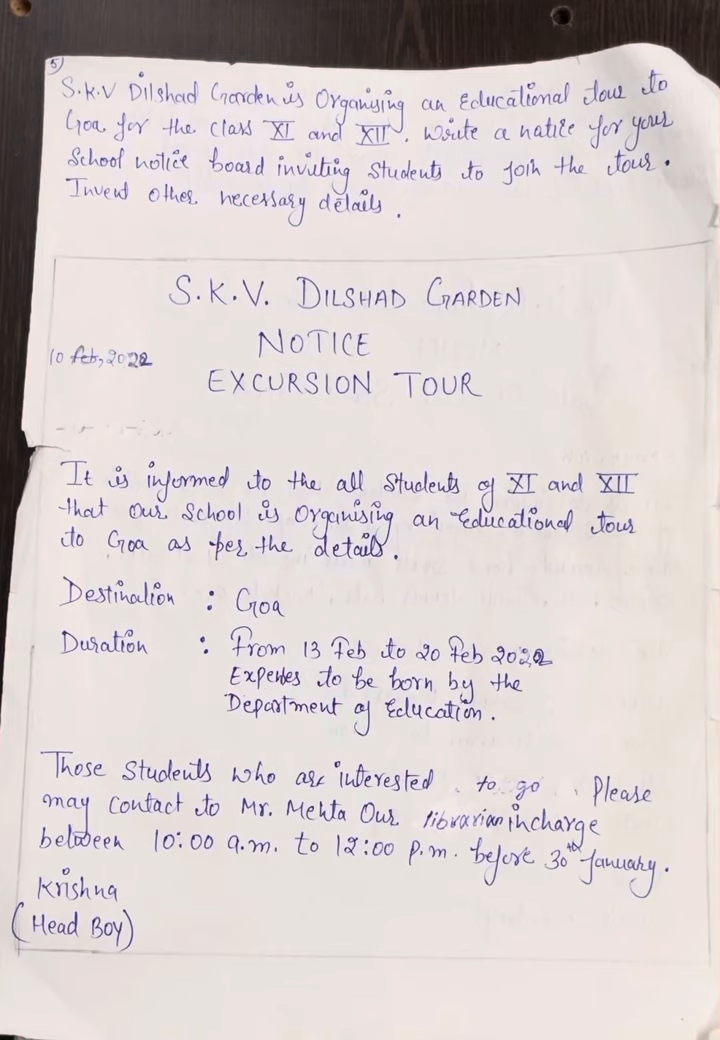 5)
S.K.V Dilshad Garden is Organising an Educational tour to
Goa for the class XI and XII. Write a notice for your
School notice board inviting Students to join the tour.
Invent other necessary details.
S.K.V. DILSHAD GARDEN
NOTICE
10 feb, 2022
EXCURSION TOUR
It is informed to the all Students of XI and XII
that our School is Organising an Educational tour
to Goa as per the details.
Destination : Goa
Duration : From 13 Feb to 20 Feb 2022
Expenses to be born by the
Department of Education.
Those Students who are interested to go Please
may contact to Mr. Mehta Our librarian incharge
between 10:00 a.m. to 12:00 p.m. before 30th January.
Krishna
(Head Boy)